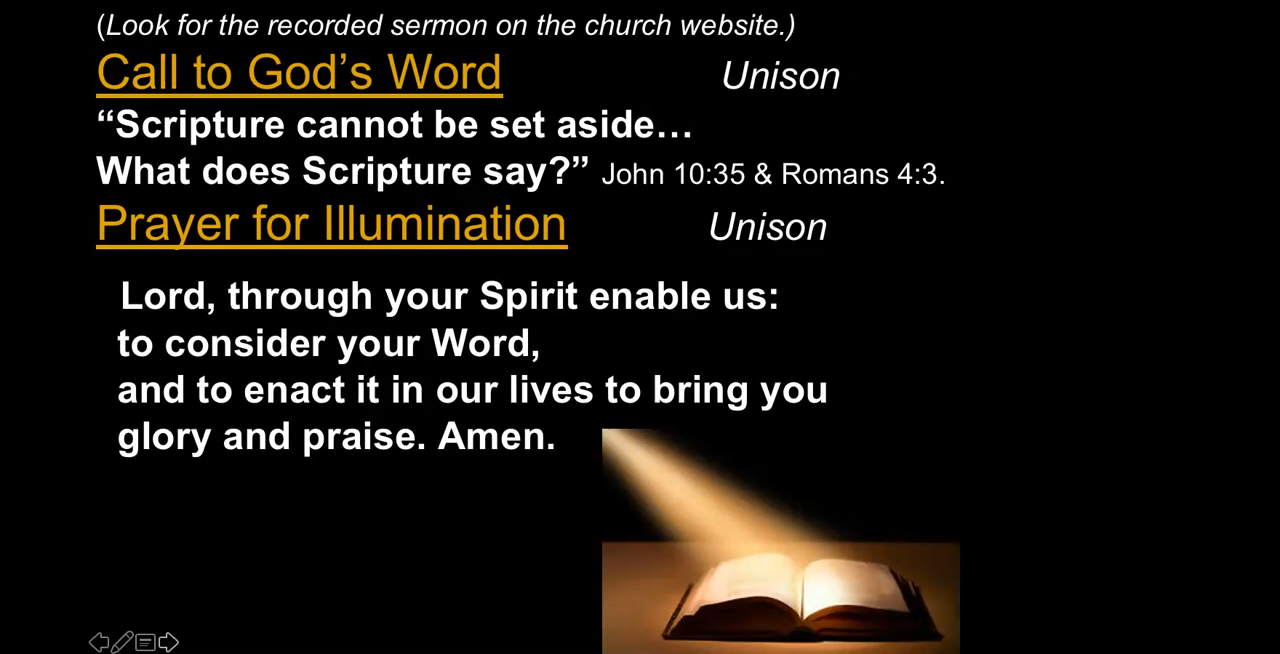 (Look for the recorded sermon on the church website.)
Call to God’s Word Unison
“Scripture cannot be set aside…
What does Scripture say?” John 10:35 & Romans 4:3.
Prayer for Illumination Unison
Lord, through your Spirit enable us:
to consider your Word,
and to enact it in our lives to bring you
glory and praise. Amen.